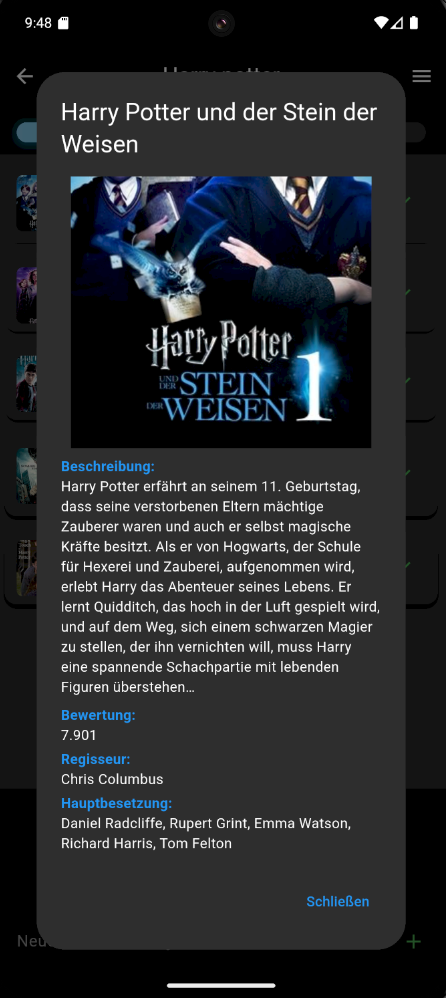 9:48
Harry Potter und der Stein der
Weisen
Harry Potter
UND DER STEIN
DER WEISEN 1
Beschreibung:
Harry Potter erfährt an seinem 11. Geburtstag,
dass seine verstorbenen Eltern mächtige
Zauberer waren und auch er selbst magische
Kräfte besitzt. Als er von Hogwarts, der Schule
für Hexerei und Zauberei, aufgenommen wird,
erlebt Harry das Abenteuer seines Lebens. Er
lernt Quidditch, das hoch in der Luft gespielt wird,
und auf dem Weg, sich einem schwarzen Magier
zu stellen, der ihn vernichten will, muss Harry
eine spannende Schachpartie mit lebenden
Figuren überstehen…
Bewertung:
7.901
Regisseur:
Chris Columbus
Hauptbesetzung:
Daniel Radcliffe, Rupert Grint, Emma Watson,
Richard Harris, Tom Felton
Schließen